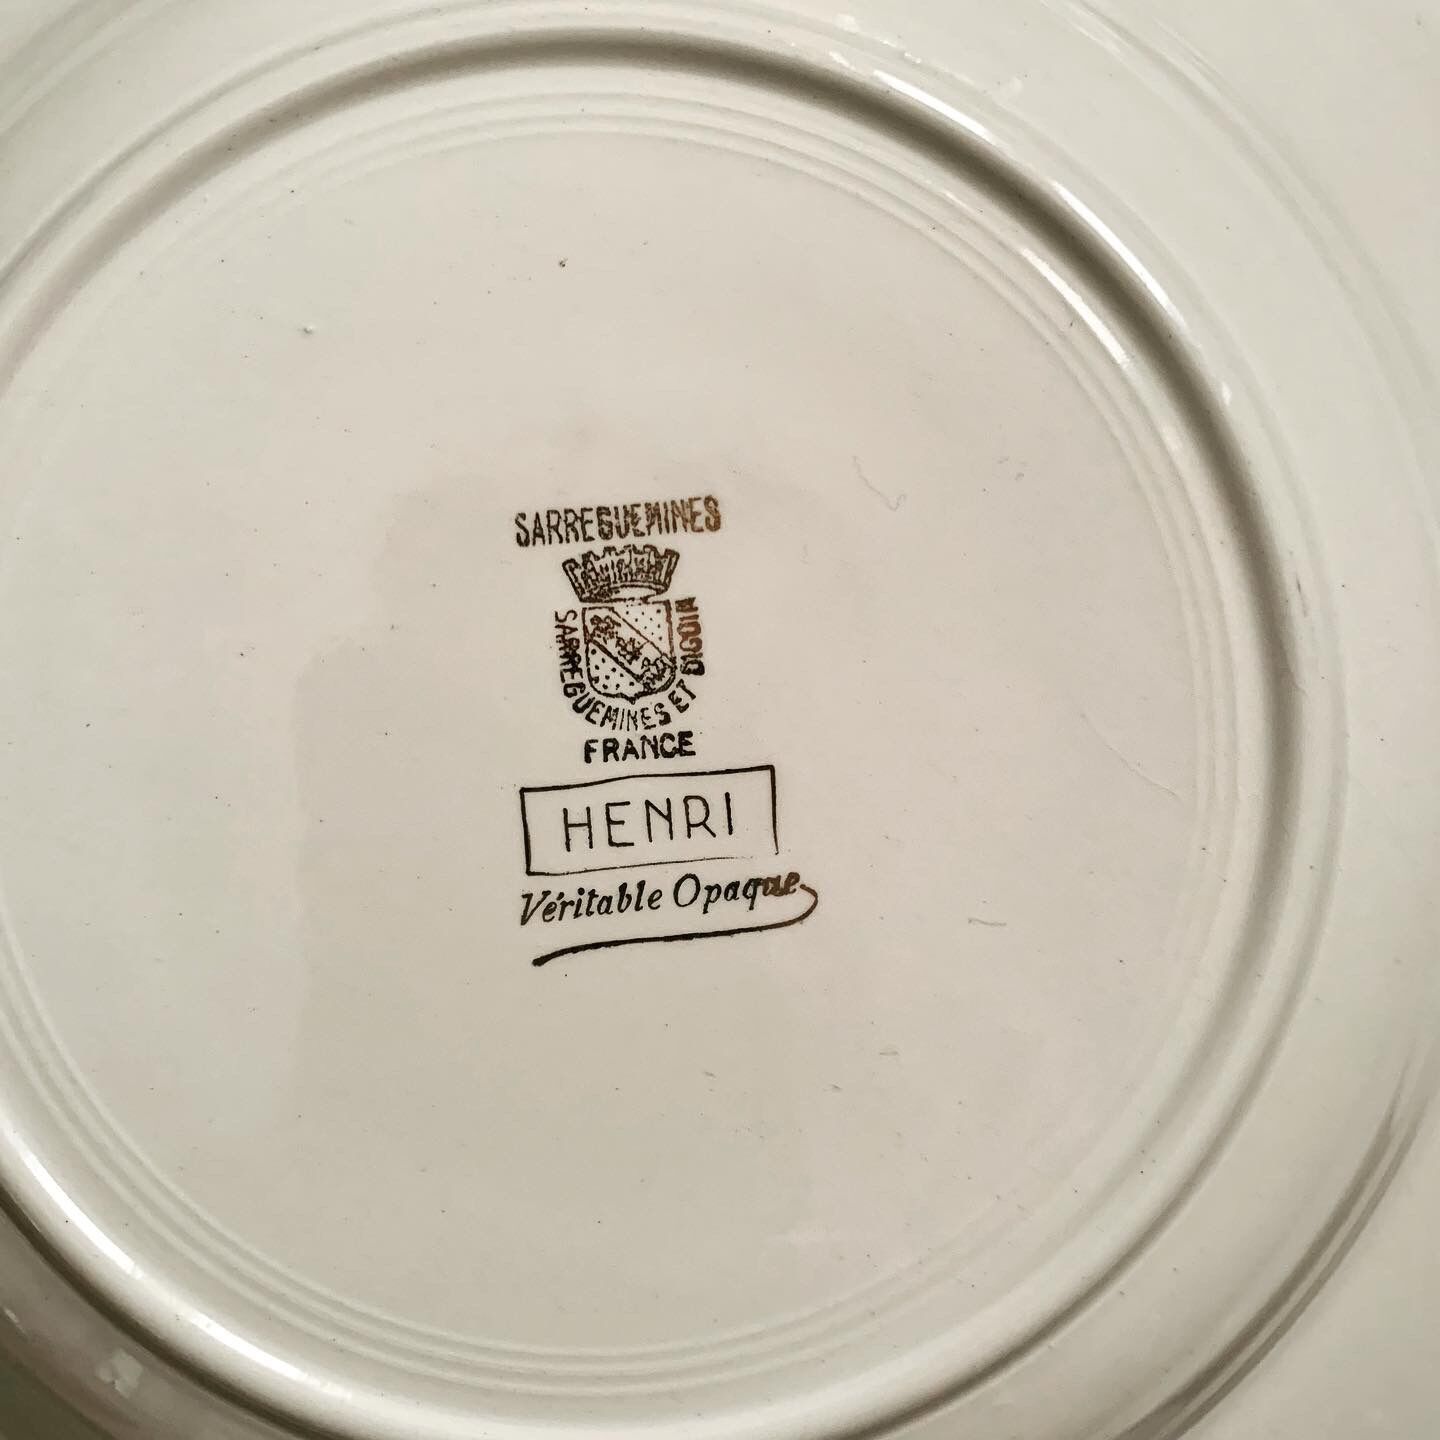 SARREGUEMINES
SARREGUEMINES ET DIGOIN
FRANCE
HENRI
Véritable Opaque